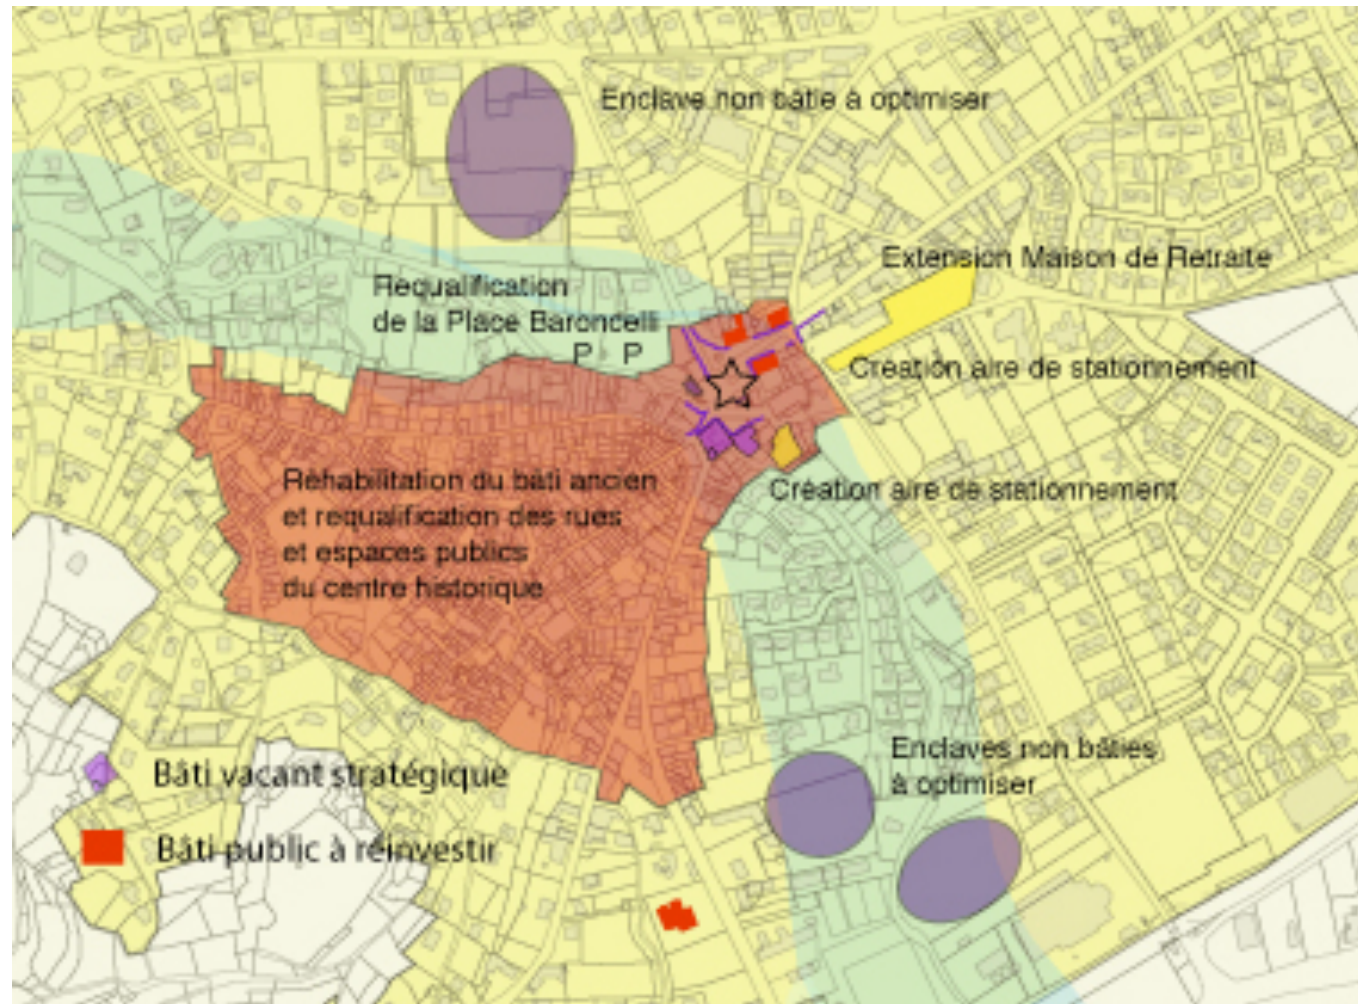 Enclave non bâtie à optimiser
Extension Maison de Retraite
Requalification
de la Place Baroncelli
P P
Création aire de stationnement
Réhabilitation du bâti ancien
et requalification des rues
et espaces publics
du centre historique
Création aire de stationnement
Enclaves non bâties
à optimiser
Bâti vacant stratégique
Bâti public à réinvestir